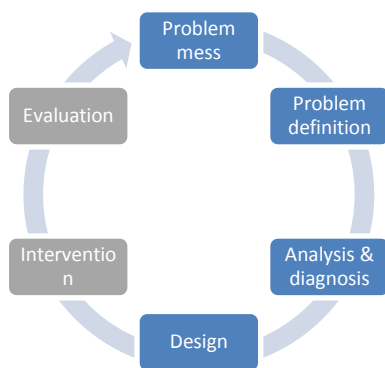 Problem
mess
Problem
definition
Analysis &
diagnosis
Design
Interventio
n
Evaluation